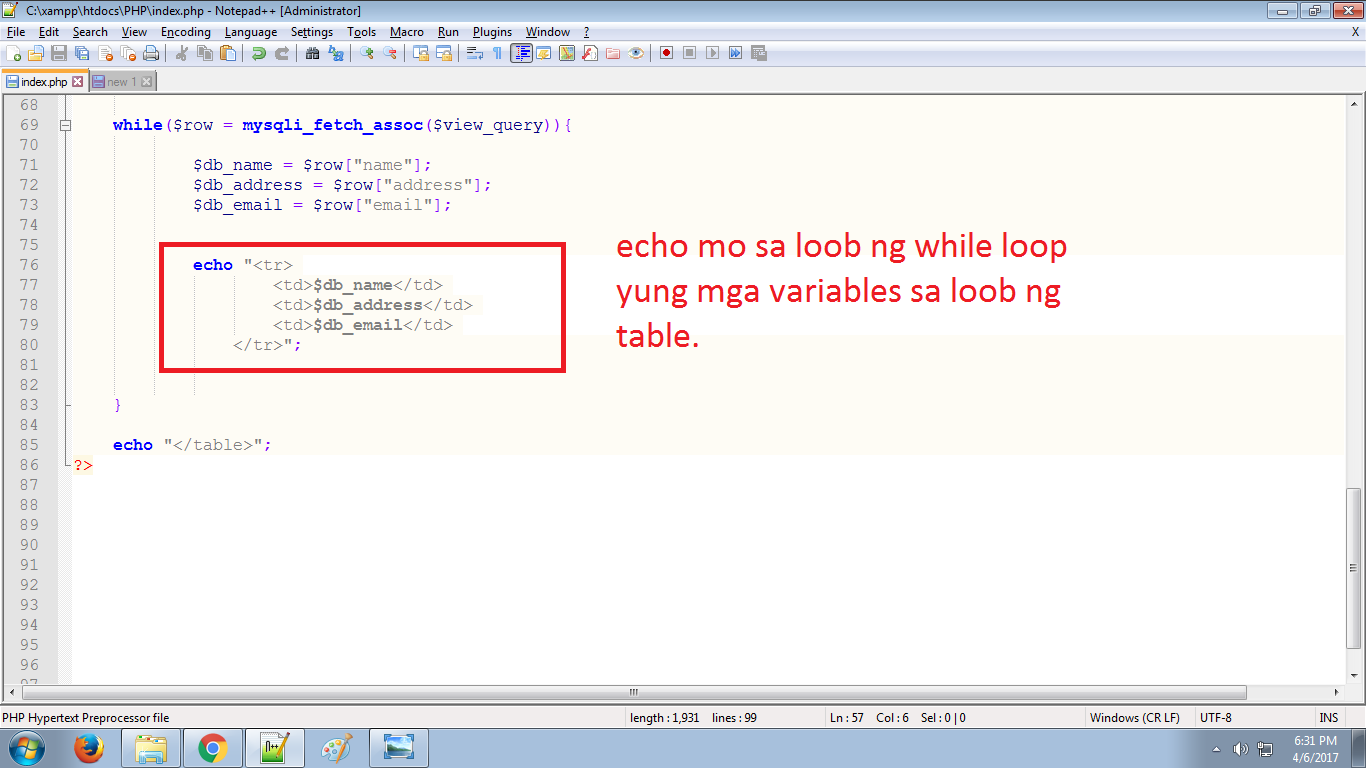 C:\xampp\htdocs\PHP\index.php - Notepad++ [Administrator]
File Edit Search View Encoding Language Settings Tools Macro Run Plugins Window ? X
index.php new 1
68
69 while($row = mysqli_fetch_assoc($view_query)){
70
71 $db_name = $row["name"];
72 $db_address = $row["address"];
73 $db_email = $row["email"];
74
75
76 echo "<tr>
77 <td>$db_name</td>
78 <td>$db_address</td>
79 <td>$db_email</td>
80 </tr>";
81
82
83 }
84
85 echo "</table>";
86 ?>
87
88
89
90
91
92
93
94
95
96
97
echo mo sa loob ng while loop
yung mga variables sa loob ng
table.
PHP Hypertext Preprocessor file length : 1,931 lines : 99 Ln : 57 Col : 6 Sel : 0 | 0 Windows (CR LF) UTF-8 INS
6:31 PM
4/6/2017